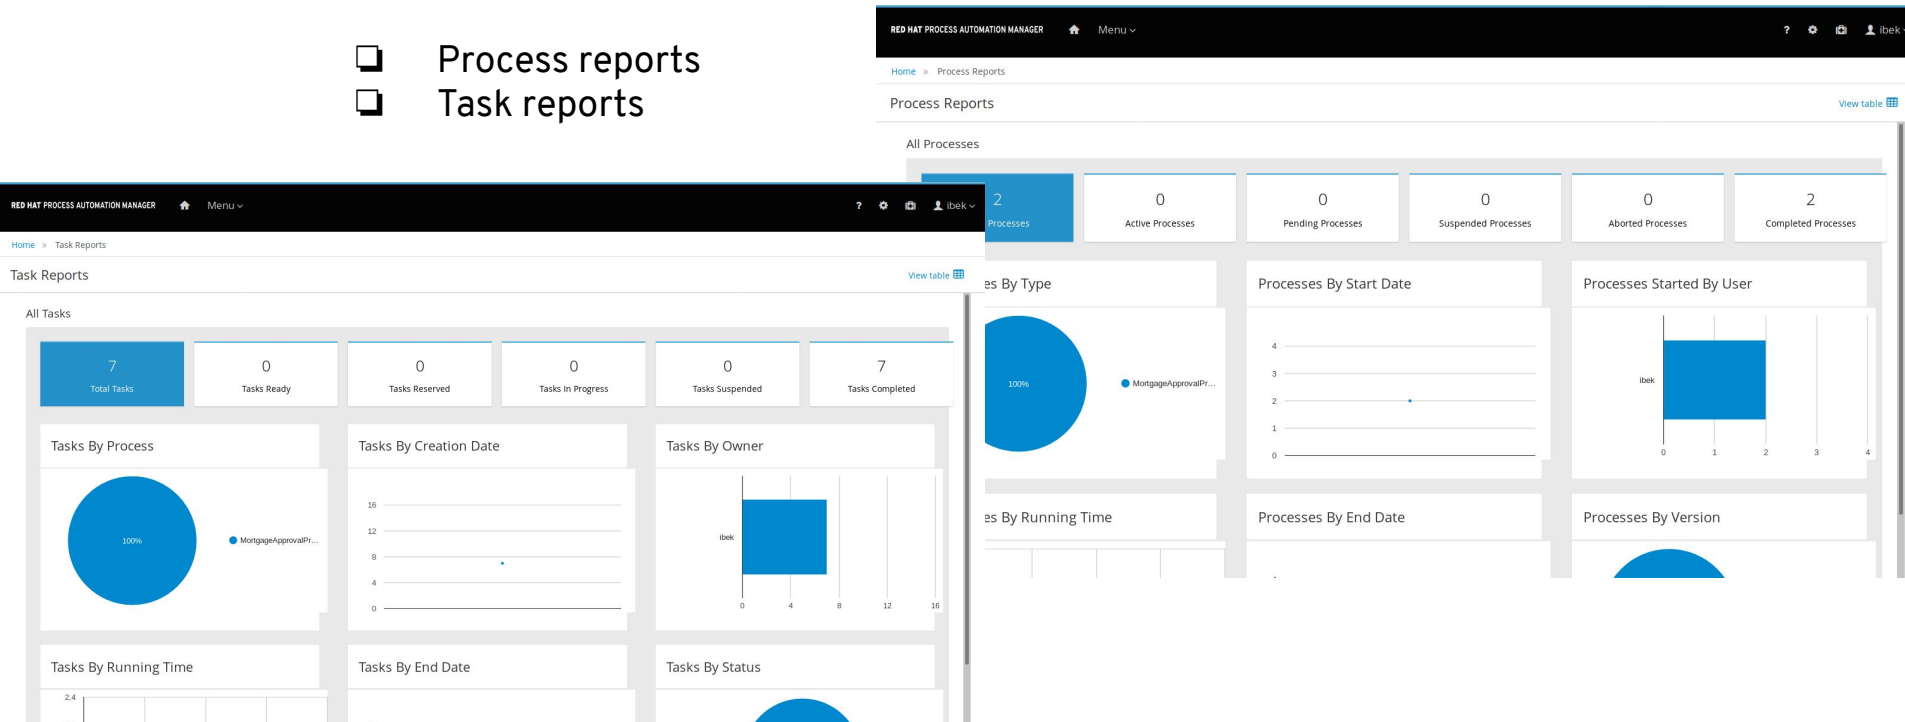 Process reports
Task reports
RED HAT PROCESS AUTOMATION MANAGER Menu ? ibek
Home » Process Reports
Process Reports View table
All Processes
2 0 0 0 0 2
Processes Active Processes Pending Processes Suspended Processes Aborted Processes Completed Processes
es By Type Processes By Start Date Processes Started By User
4
3
2
1
0
100% MortgageApprovalPr...
ibek
0 1 2 3 4
es By Running Time Processes By End Date Processes By Version
RED HAT PROCESS AUTOMATION MANAGER Menu ? ibek
Home » Task Reports
Task Reports View table
All Tasks
7 0 0 0 0 7
Total Tasks Tasks Ready Tasks Reserved Tasks In Progress Tasks Suspended Tasks Completed
Tasks By Process Tasks By Creation Date Tasks By Owner
100% MortgageApprovalPr...
16
12
8
4
0
ibek
0 4 8 12 16
Tasks By Running Time Tasks By End Date Tasks By Status
2,4